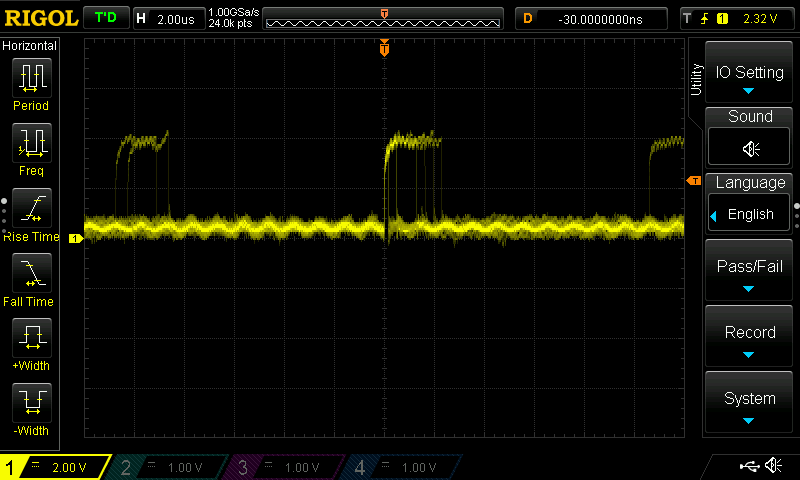 RIGOL T'D H 2.00us 1.00GSa/s 24.0k pts T D -30.0000000ns T 1 2.32 V
Horizontal
Period
Freq
Rise Time
Fall Time
+Width
-Width
T
T
1
Utility
IO Setting
Sound
Language
English
Pass/Fail
Record
System
1 2.00 V 2 1.00 V 3 1.00 V 4 1.00 V